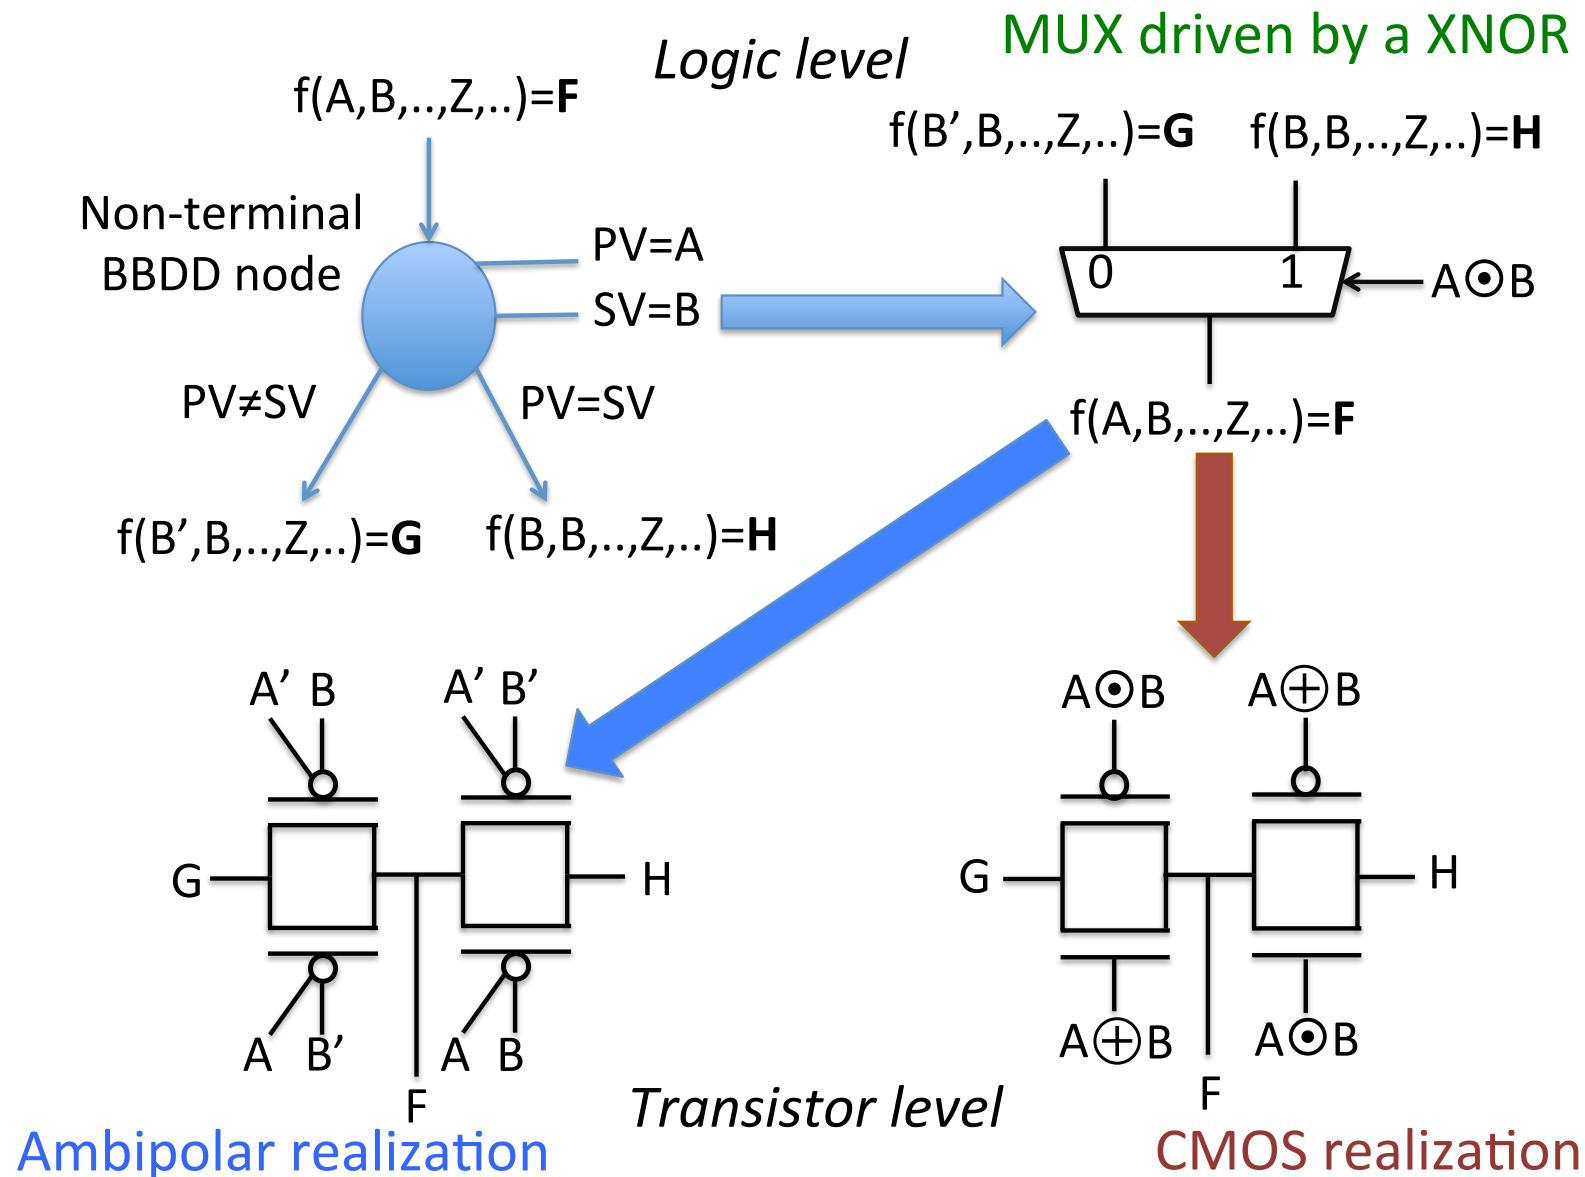 Logic level
MUX driven by a XNOR
f(A,B,..,Z,..)=F
f(B’,B,..,Z,..)=G
f(B,B,..,Z,..)=H
Non-terminal
BBDD node
PV=A
SV=B
0
1
A⊙B
PV≠SV
PV=SV
f(A,B,..,Z,..)=F
f(B’,B,..,Z,..)=G
f(B,B,..,Z,..)=H
A’ B
A’ B’
A⊙B
A⊕B
G
H
G
H
A B’
A B
A⊕B
A⊙B
F
F
Transistor level
Ambipolar realization
CMOS realization